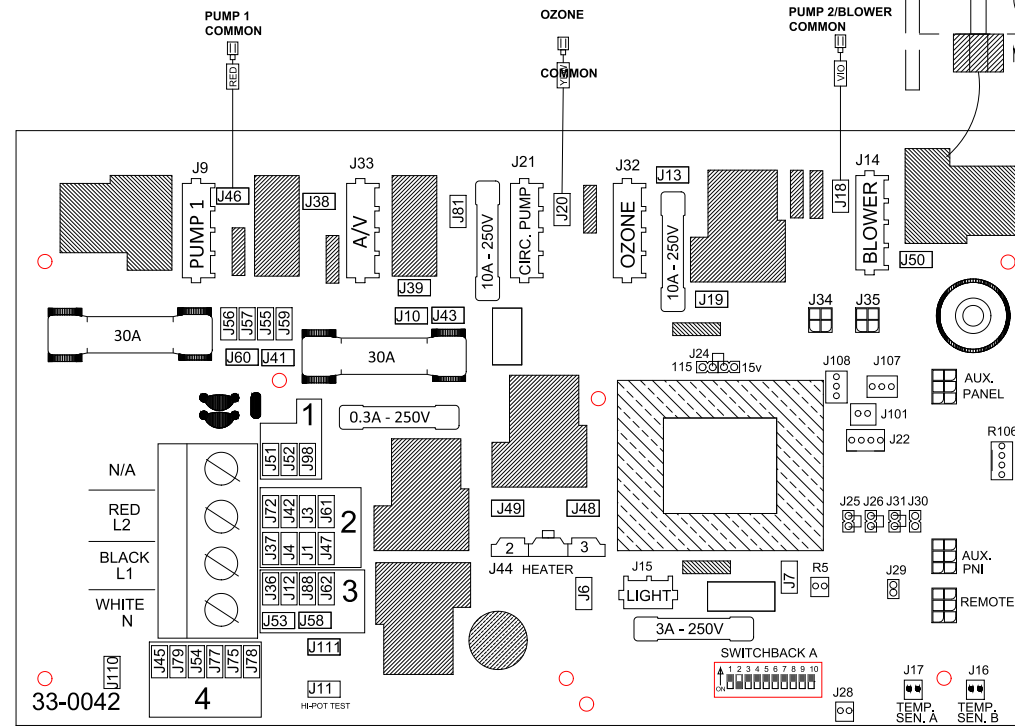 PUMP 1
COMMON
OZONE
COMMON
PUMP 2/BLOWER
COMMON
RED
VIO
J9
J33
J21
J32
J13
J14
J46
J38
J81
J20
J18
PUMP 1
A/V
CIRC. PUMP
OZONE
BLOWER
10A - 250V
10A - 250V
J50
J39
J19
J34
J35
J10
J43
J56
J57
J55
J59
30A
30A
J60
J41
J24
115
15v
J108
J107
AUX.
PANEL
J101
J22
R106
0.3A - 250V
1
J51
J52
J98
N/A
RED
L2
BLACK
L1
WHITE
N
J72
J42
J3
J61
2
J37
J4
J1
J47
J36
J12
J88
J62
3
J53
J58
J49
J48
2
3
J44
HEATER
J6
J15
LIGHT
J7
R5
J25
J26
J31
J30
J29
AUX.
PNI
REMOTE
3A - 250V
SWITCHBACK A
1 2 3 4 5 6 7 8 9 10
ON
J28
J17
TEMP.
SEN. A
J16
TEMP.
SEN. B
J111
J11
HI-POT TEST
J110
J45
J79
J54
J77
J75
J78
4
33-0042